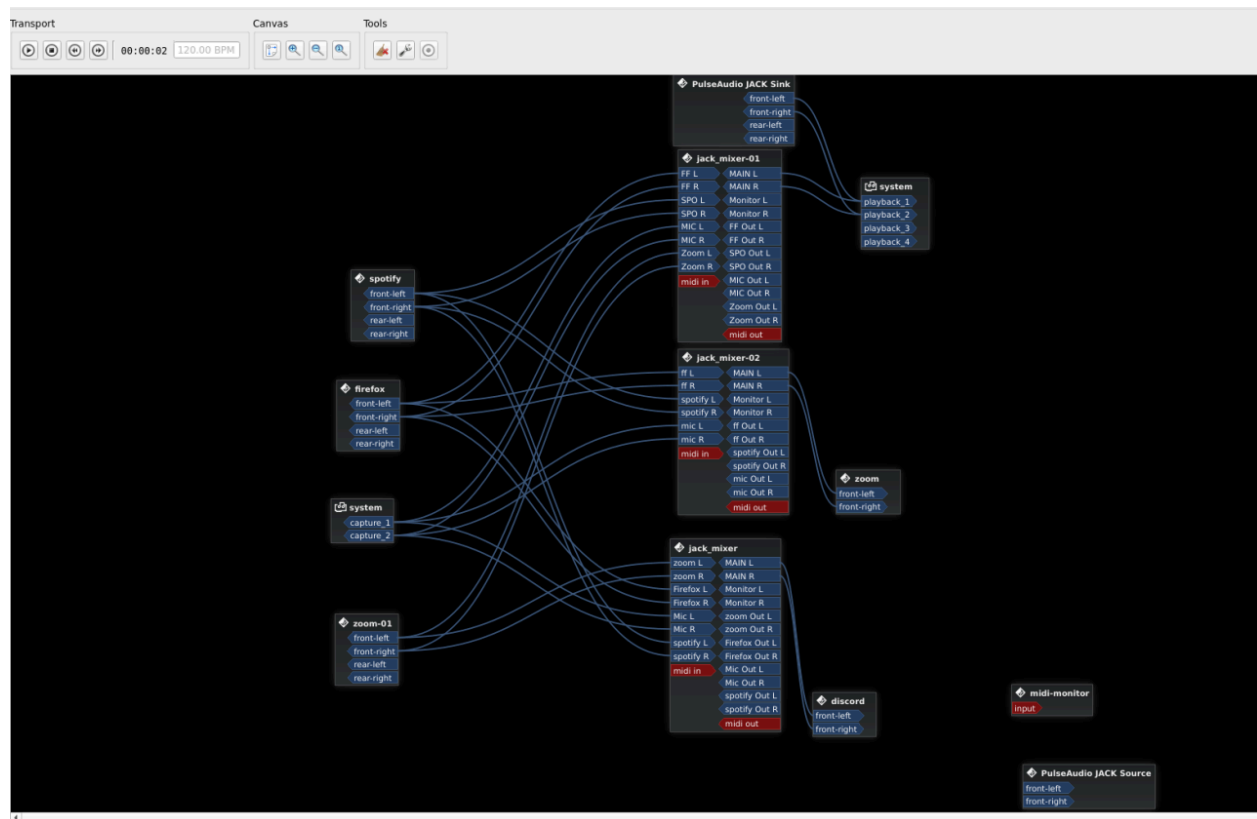 Transport
Canvas
Tools
00:00:02
120.00 BPM
PulseAudio JACK Sink
front-left
front-right
rear-left
rear-right
jack_mixer-01
FF L MAIN L
FF R MAIN R
SPO L Monitor L
SPO R Monitor R
MIC L FF Out L
MIC R FF Out R
Zoom L SPO Out L
Zoom R SPO Out R
midi in MIC Out L
MIC Out R
Zoom Out L
Zoom Out R
midi out
system
playback_1
playback_2
playback_3
playback_4
spotify
front-left
front-right
rear-left
rear-right
jack_mixer-02
ff L MAIN L
ff R MAIN R
spotify L Monitor L
spotify R Monitor R
mic L ff Out L
mic R ff Out R
midi in spotify Out L
spotify Out R
mic Out L
mic Out R
midi out
firefox
front-left
front-right
rear-left
rear-right
zoom
front-left
front-right
system
capture_1
capture_2
jack_mixer
zoom L MAIN L
zoom R MAIN R
Firefox L Monitor L
Firefox R Monitor R
Mic L zoom Out L
Mic R zoom Out R
spotify L Firefox Out L
spotify R Firefox Out R
midi in Mic Out L
Mic Out R
spotify Out L
spotify Out R
midi out
zoom-01
front-left
front-right
rear-left
rear-right
discord
front-left
front-right
midi-monitor
input
PulseAudio JACK Source
front-left
front-right